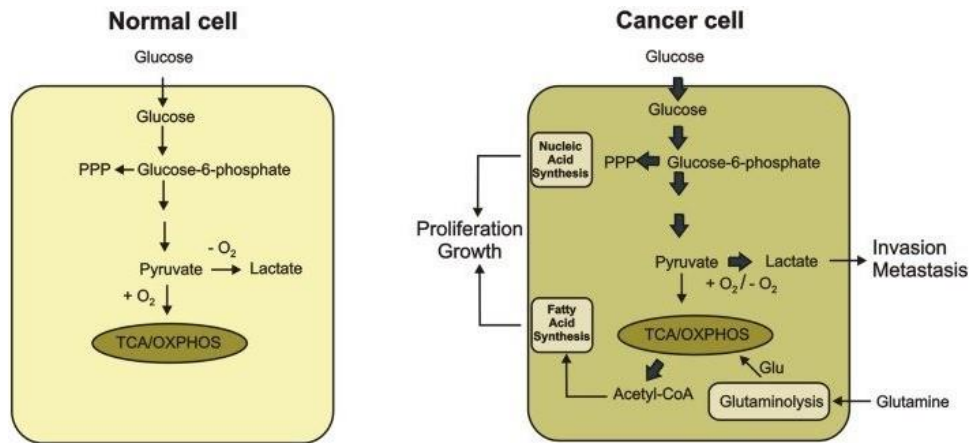 Normal cell
Glucose
Glucose
PPP
Glucose-6-phosphate
- O₂
Pyruvate
Lactate
+ O₂
TCA/OXPHOS
Cancer cell
Glucose
Glucose
Nucleic
Acid
Synthesis
PPP
Glucose-6-phosphate
Proliferation
Growth
Pyruvate
Lactate
+ O₂ / - O₂
Invasion
Metastasis
Fatty
Acid
Synthesis
TCA/OXPHOS
Glu
Acetyl-CoA
Glutaminolysis
Glutamine